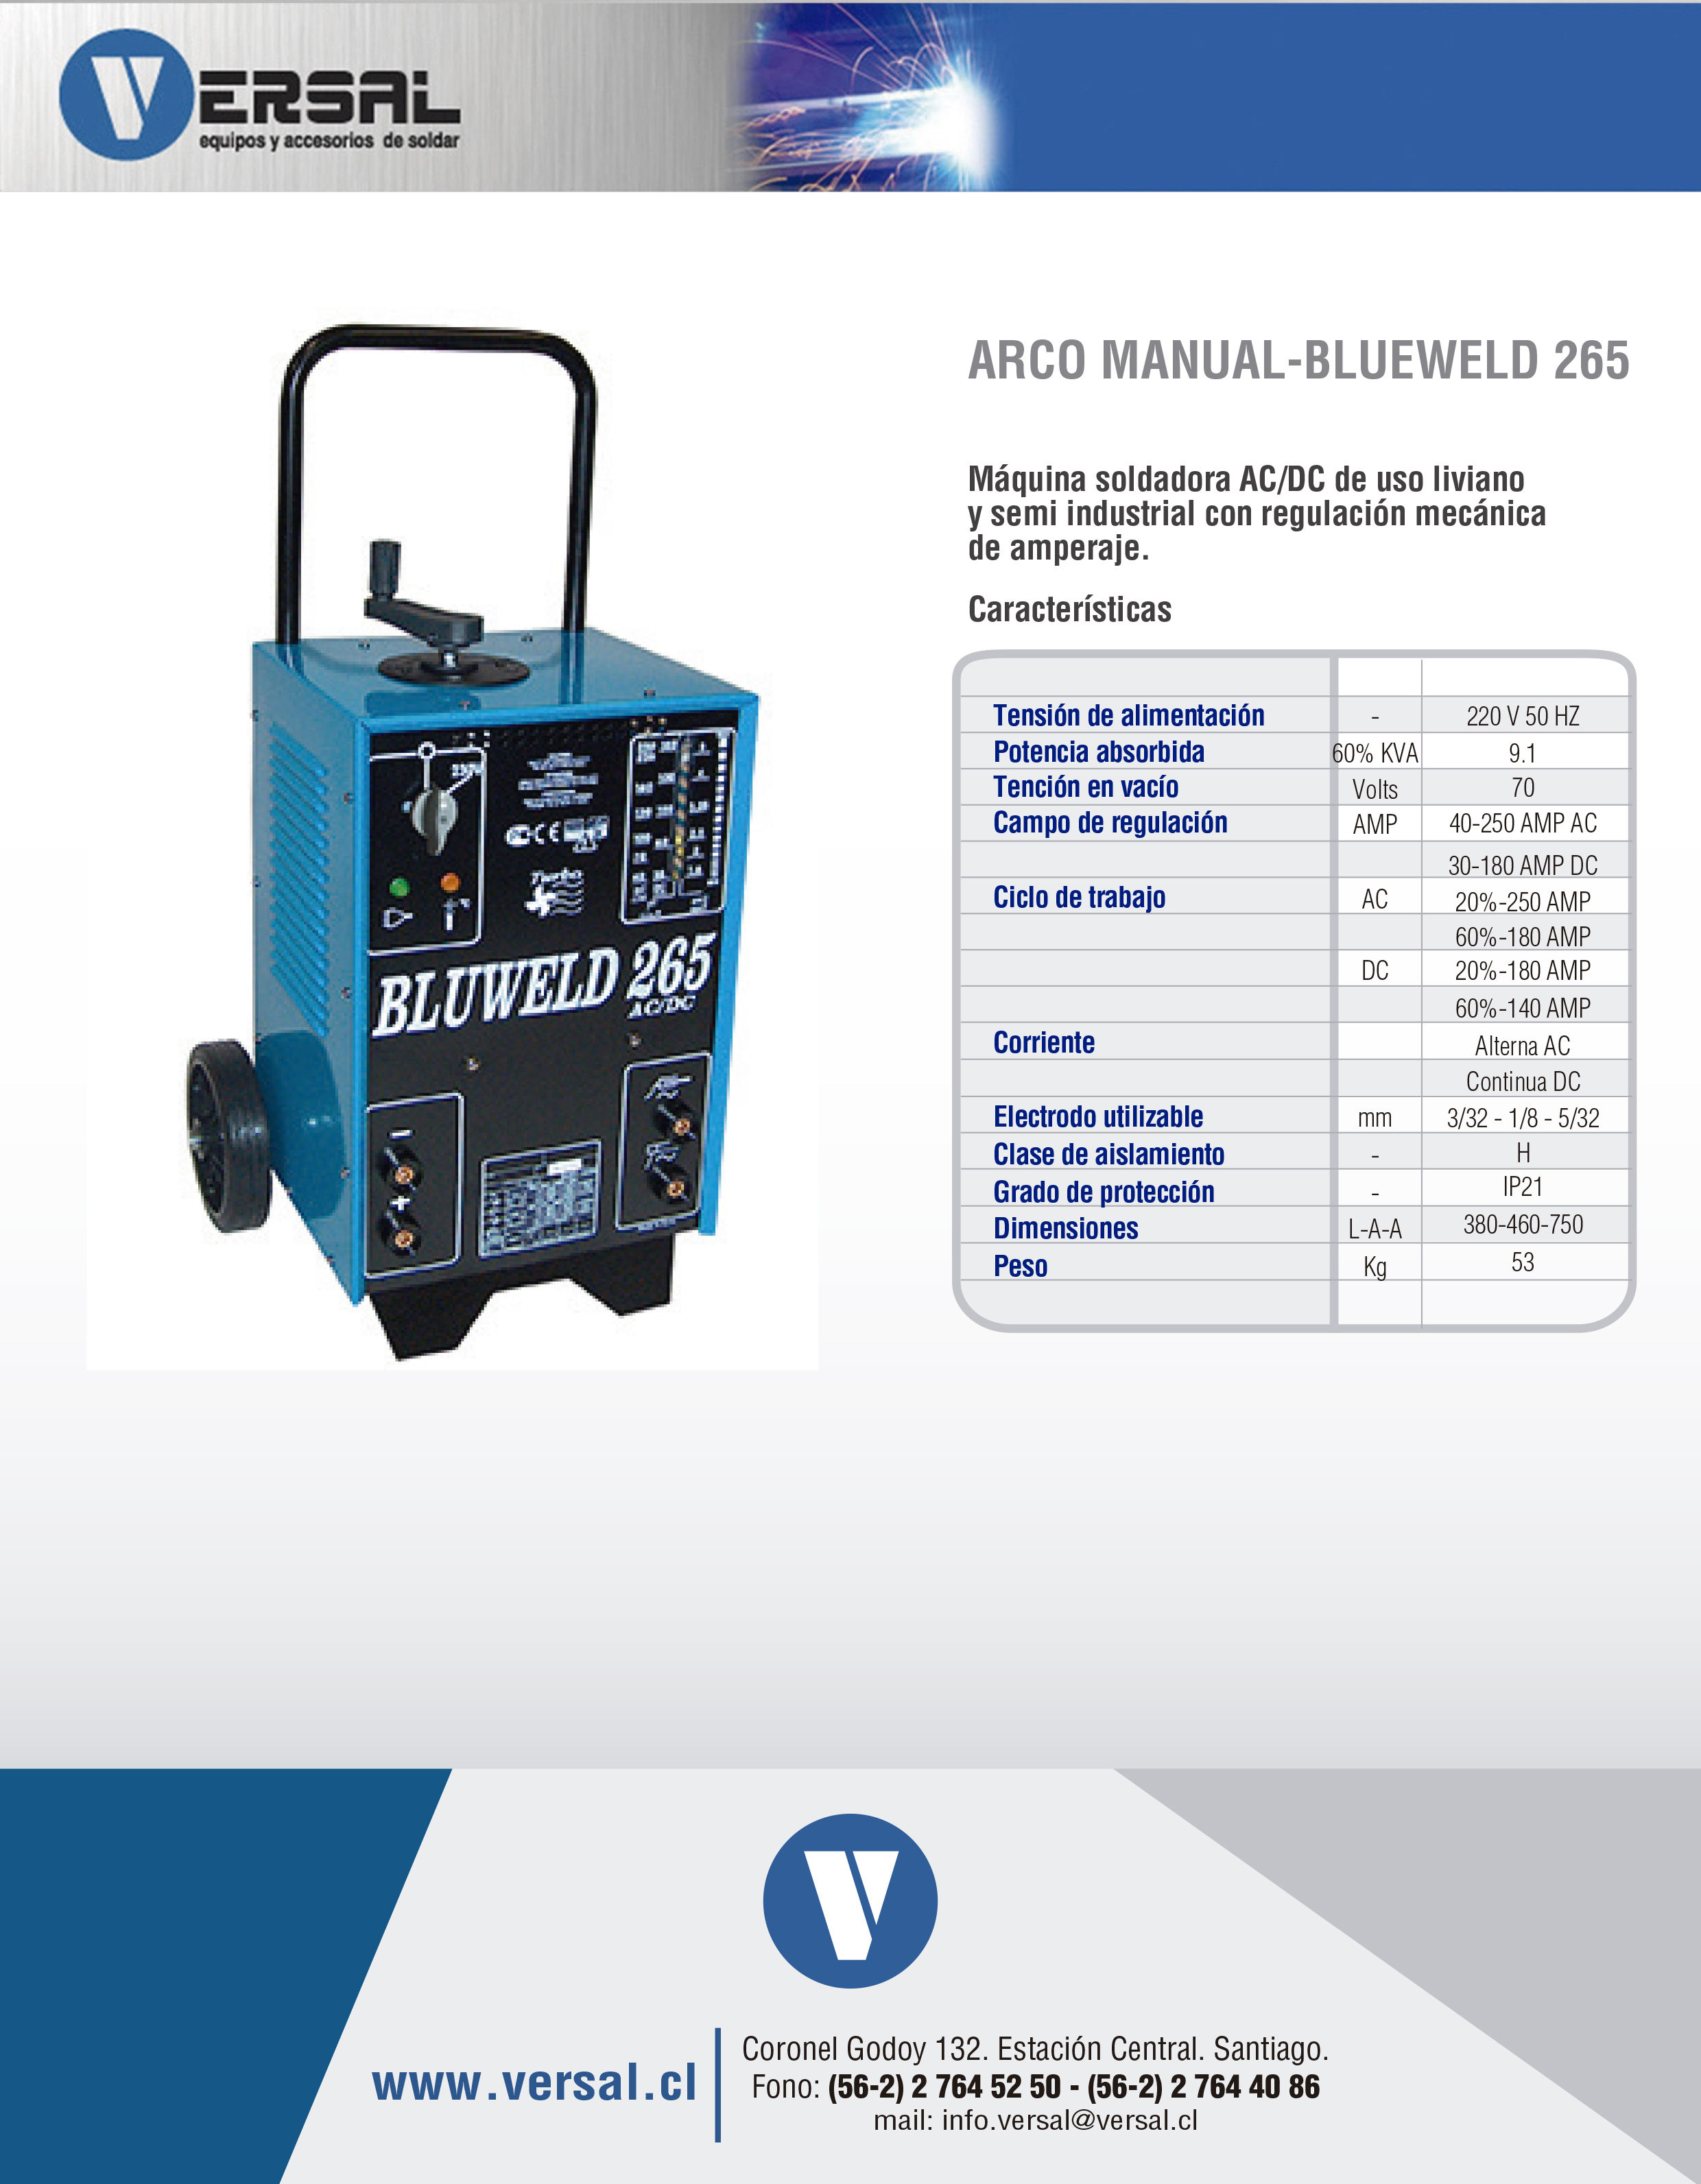 VERSAL
equipos y accesorios de soldar
ARCO MANUAL-BLUEWELD 265
Máquina soldadora AC/DC de uso liviano
y semi industrial con regulación mecánica
de amperaje.
Características
Tensión de alimentación - 220 V 50 HZ
Potencia absorbida 60% KVA 9.1
Tención en vacío Volts 70
Campo de regulación AMP 40-250 AMP AC
30-180 AMP DC
Ciclo de trabajo AC 20%-250 AMP
60%-180 AMP
DC 20%-180 AMP
60%-140 AMP
Corriente Alterna AC
Continua DC
Electrodo utilizable mm 3/32 - 1/8 - 5/32
Clase de aislamiento - H
Grado de protección - IP21
Dimensiones L-A-A 380-460-750
Peso Kg 53
Turbo
BLUWELD 265
AC/DC
-
+
V
www.versal.cl
Coronel Godoy 132. Estación Central. Santiago.
Fono: (56-2) 2 764 52 50 - (56-2) 2 764 40 86
mail: info.versal@versal.cl